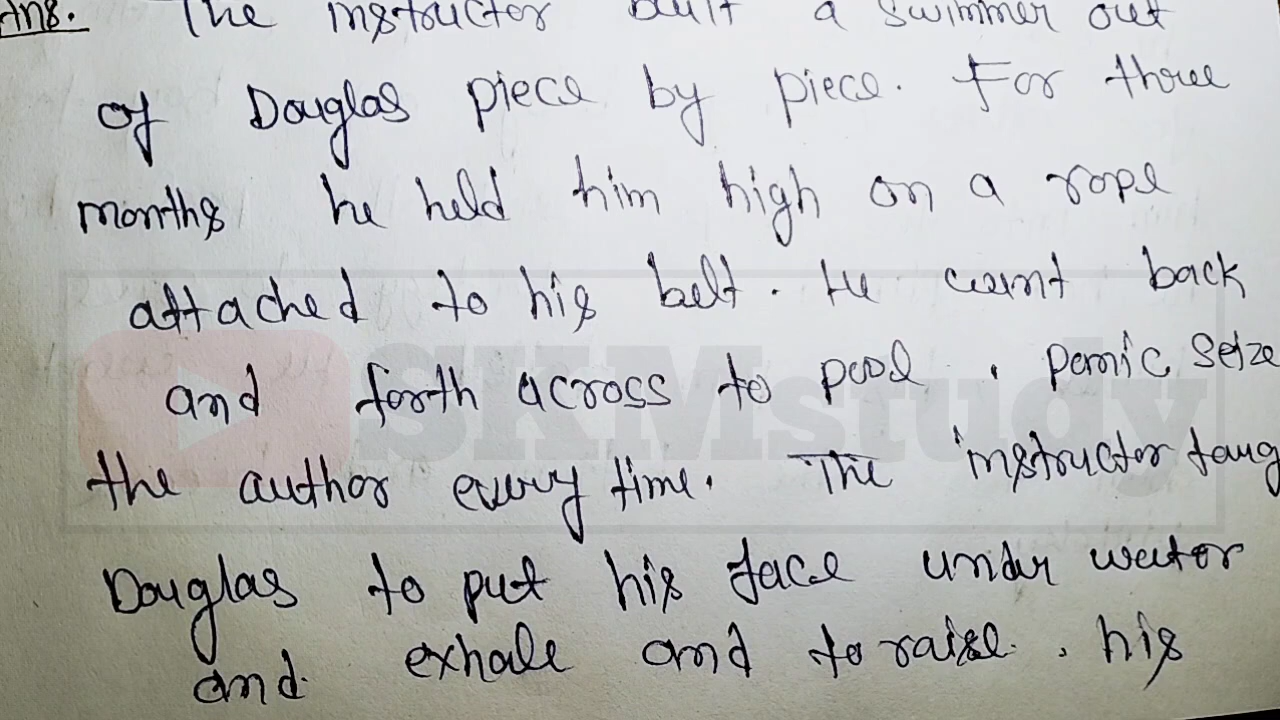 Ans. The instructor built a swimmer out
of Douglas piece by piece. For three
months he held him high on a rope
attached to his belt. He went back
and forth across to pool. panic seize
the author every time. The instructor taug
Douglas to put his face under water
and exhale and to raise. his
SKMstudy